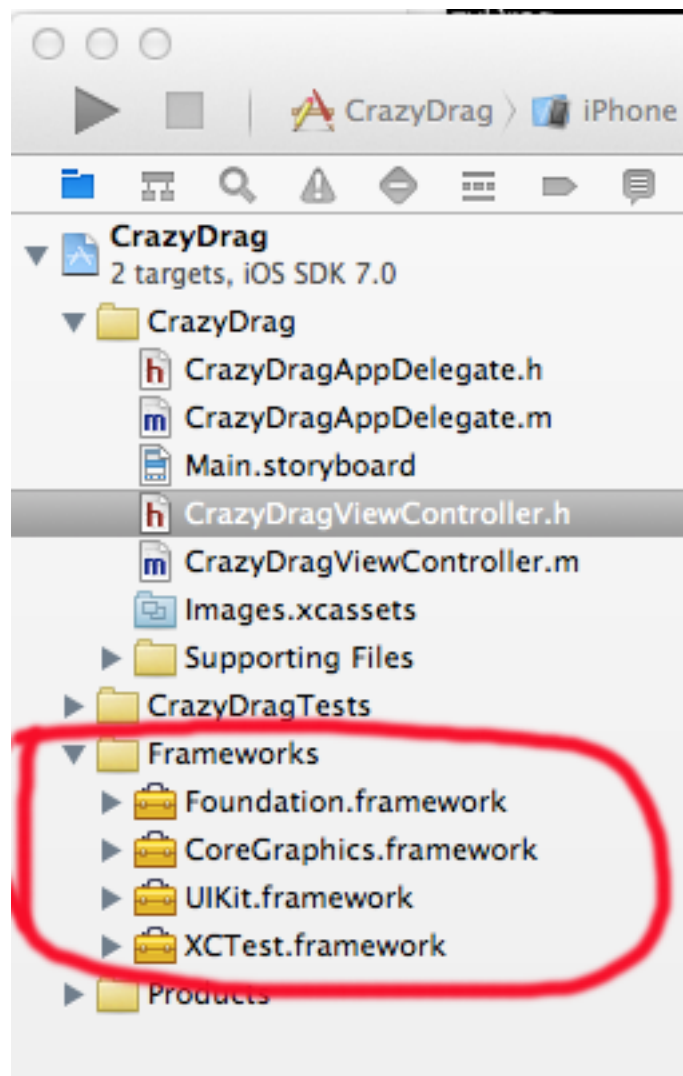 CrazyDrag
iPhone
CrazyDrag
2 targets, iOS SDK 7.0
CrazyDrag
h CrazyDragAppDelegate.h
m CrazyDragAppDelegate.m
Main.storyboard
h CrazyDragViewController.h
m CrazyDragViewController.m
Images.xcassets
Supporting Files
CrazyDragTests
Frameworks
Foundation.framework
CoreGraphics.framework
UIKit.framework
XCTest.framework
Products